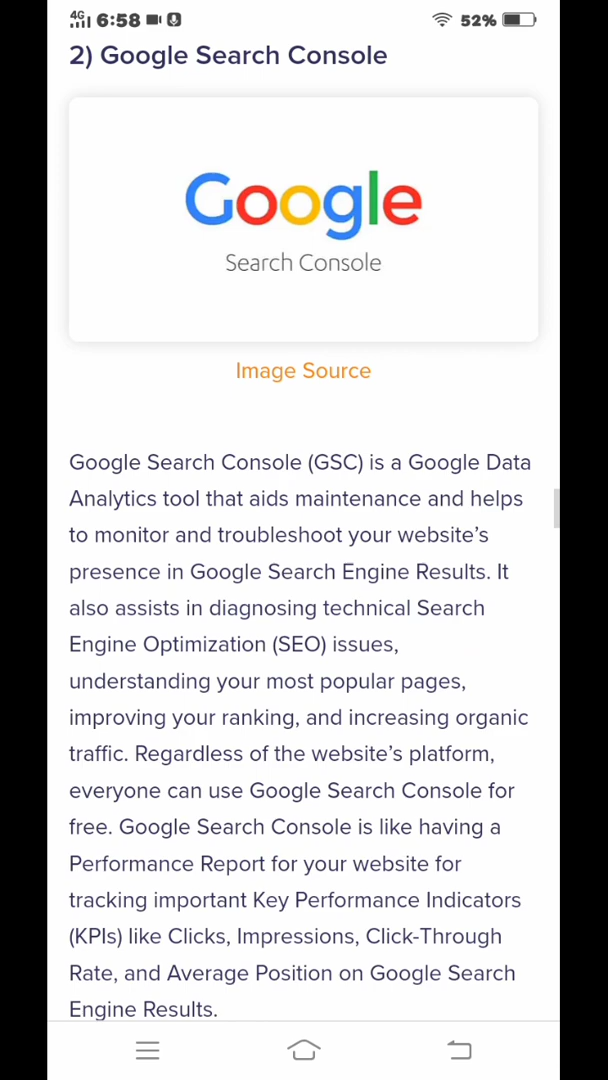 4G 6:58 52%
2) Google Search Console
Google
Search Console
Image Source
Google Search Console (GSC) is a Google Data
Analytics tool that aids maintenance and helps
to monitor and troubleshoot your website’s
presence in Google Search Engine Results. It
also assists in diagnosing technical Search
Engine Optimization (SEO) issues,
understanding your most popular pages,
improving your ranking, and increasing organic
traffic. Regardless of the website’s platform,
everyone can use Google Search Console for
free. Google Search Console is like having a
Performance Report for your website for
tracking important Key Performance Indicators
(KPIs) like Clicks, Impressions, Click-Through
Rate, and Average Position on Google Search
Engine Results.